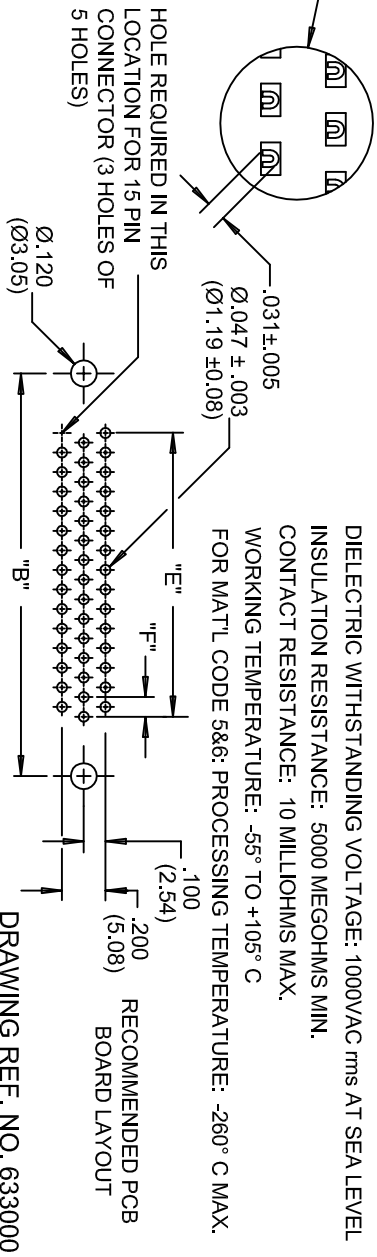 DIELECTRIC WITHSTANDING VOLTAGE: 1000VAC rms AT SEA LEVEL
INSULATION RESISTANCE: 5000 MEGOHMS MIN.
CONTACT RESISTANCE: 10 MILLIOHMS MAX.
WORKING TEMPERATURE: -55° TO +105° C
FOR MAT'L CODE 5&6: PROCESSING TEMPERATURE: -260° C MAX.
.031±.005
Ø.047 ± .003
(Ø1.19 ±0.08)
HOLE REQUIRED IN THIS
LOCATION FOR 15 PIN
CONNECTOR (3 HOLES OF
5 HOLES)
Ø.120
(Ø3.05)
"E"
"F"
"B"
.100
(2.54)
.200
(5.08)
RECOMMENDED PCB
BOARD LAYOUT
DRAWING REF. NO. 633000